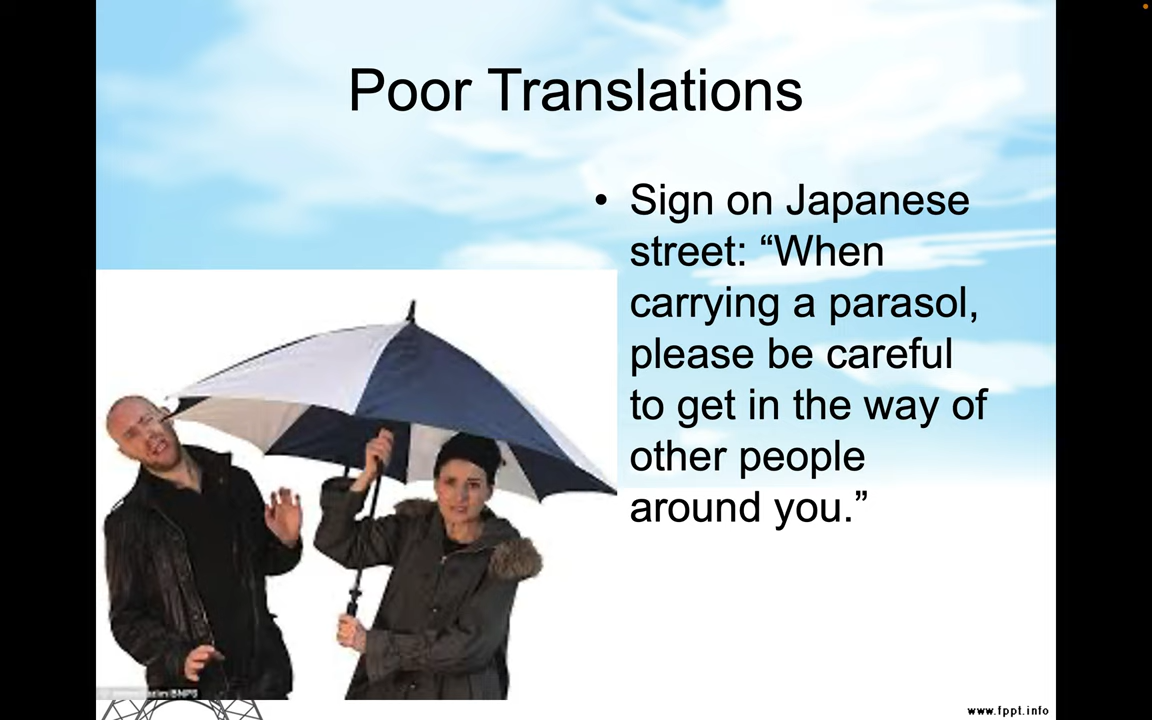 Poor Translations
• Sign on Japanese
street: “When
carrying a parasol,
please be careful
to get in the way of
other people
around you.”
BNPS
www.fppt.info